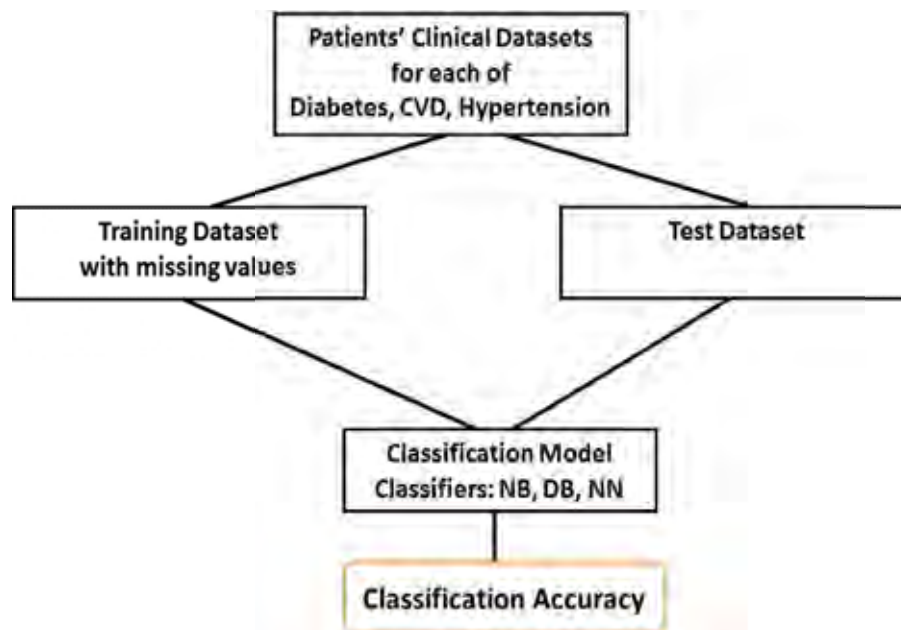 Patients' Clinical Datasets
for each of
Diabetes, CVD, Hypertension
Training Dataset
with missing values
Test Dataset
Classification Model
Classifiers: NB, DB, NN
Classification Accuracy